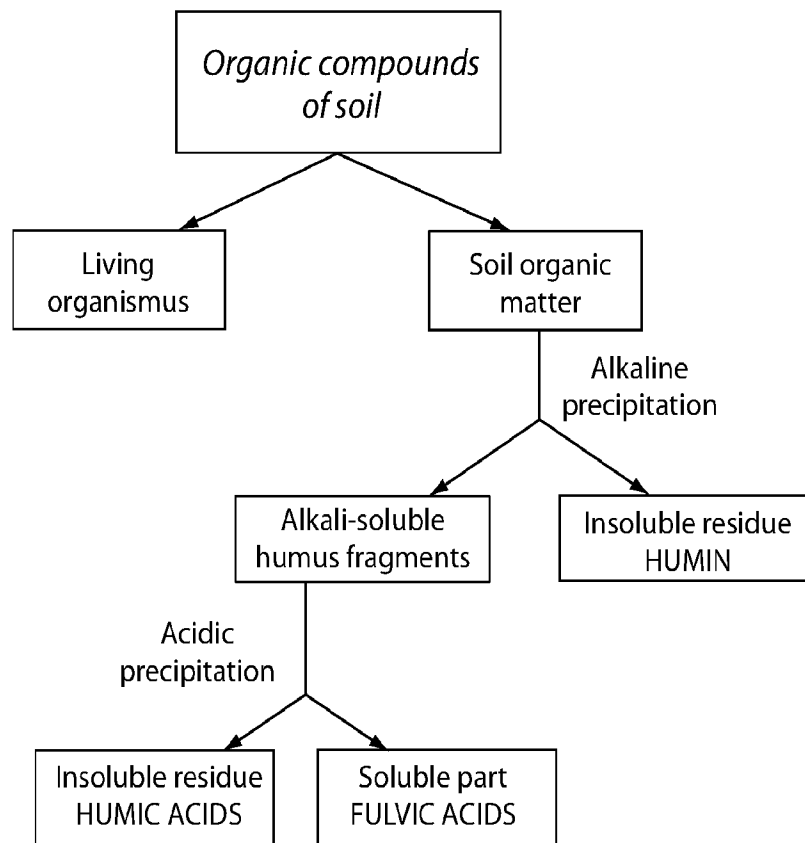 Organic compounds
of soil
Living
organismus
Soil organic
matter
Alkaline
precipitation
Alkali-soluble
humus fragments
Insoluble residue
HUMIN
Acidic
precipitation
Insoluble residue
HUMIC ACIDS
Soluble part
FULVIC ACIDS